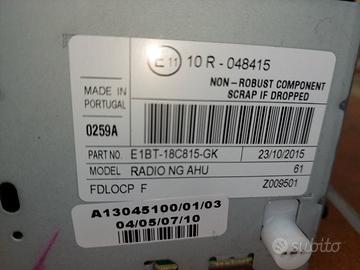 E 11 10 R - 048415
NON - ROBUST COMPONENT
SCRAP IF DROPPED
MADE IN
PORTUGAL
0259A
PART NO. E1BT-18C815-GK 23/10/2015
MODEL RADIO NG AHU 61
FDLOCP F Z009501
A13045100/01/03
04/05/07/10
subito